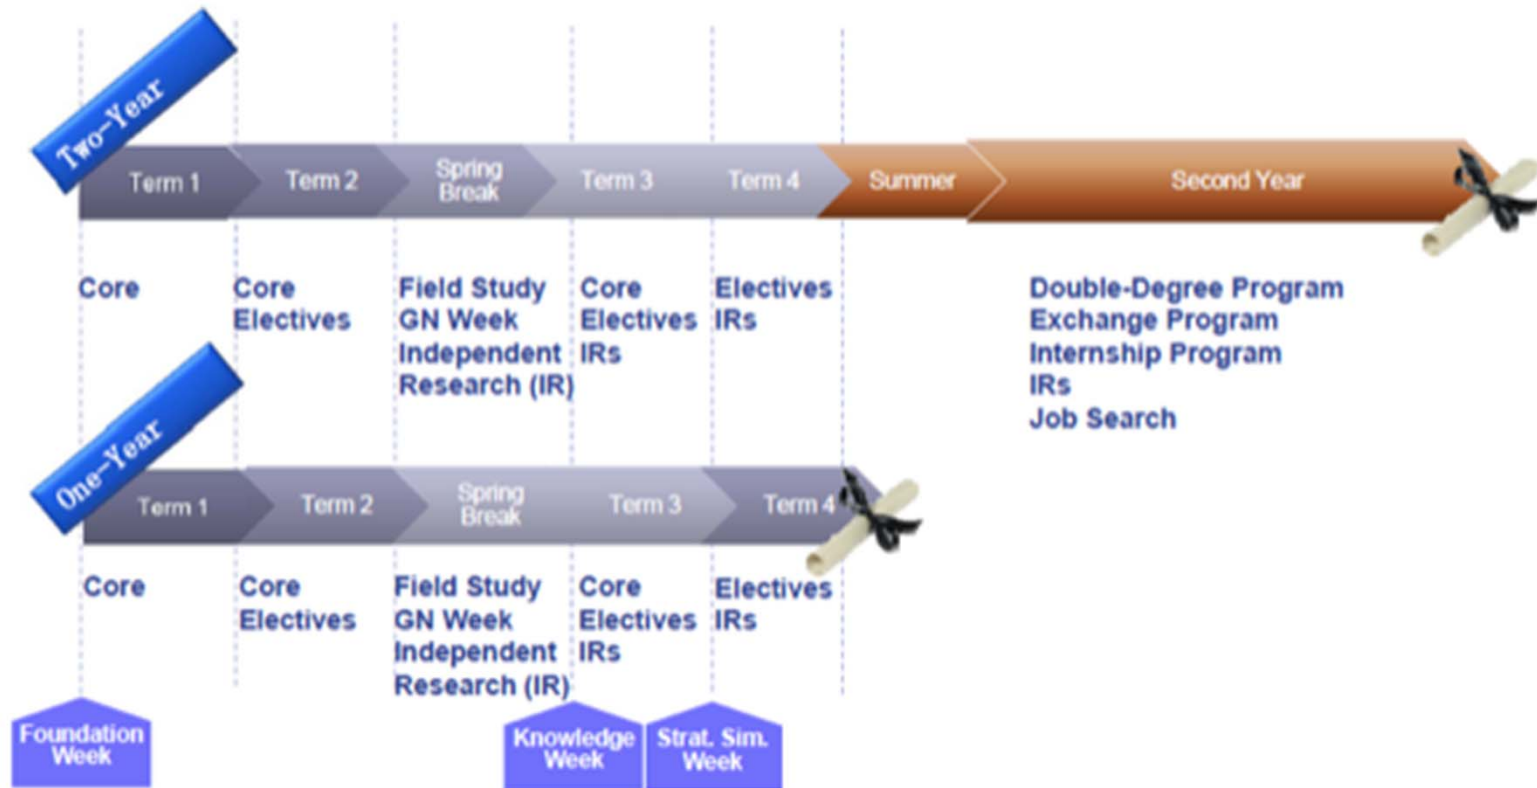 Two-Year
Term 1
Term 2
Spring
Break
Term 3
Term 4
Summer
Second Year
Core
Core
Electives
Field Study
GN Week
Independent
Research (IR)
Core
Electives
IRs
Electives
IRs
Double-Degree Program
Exchange Program
Internship Program
IRs
Job Search
One-Year
Term 1
Term 2
Spring
Break
Term 3
Term 4
Core
Core
Electives
Field Study
GN Week
Independent
Research (IR)
Core
Electives
IRs
Electives
IRs
Foundation
Week
Knowledge
Week
Strat. Sim.
Week